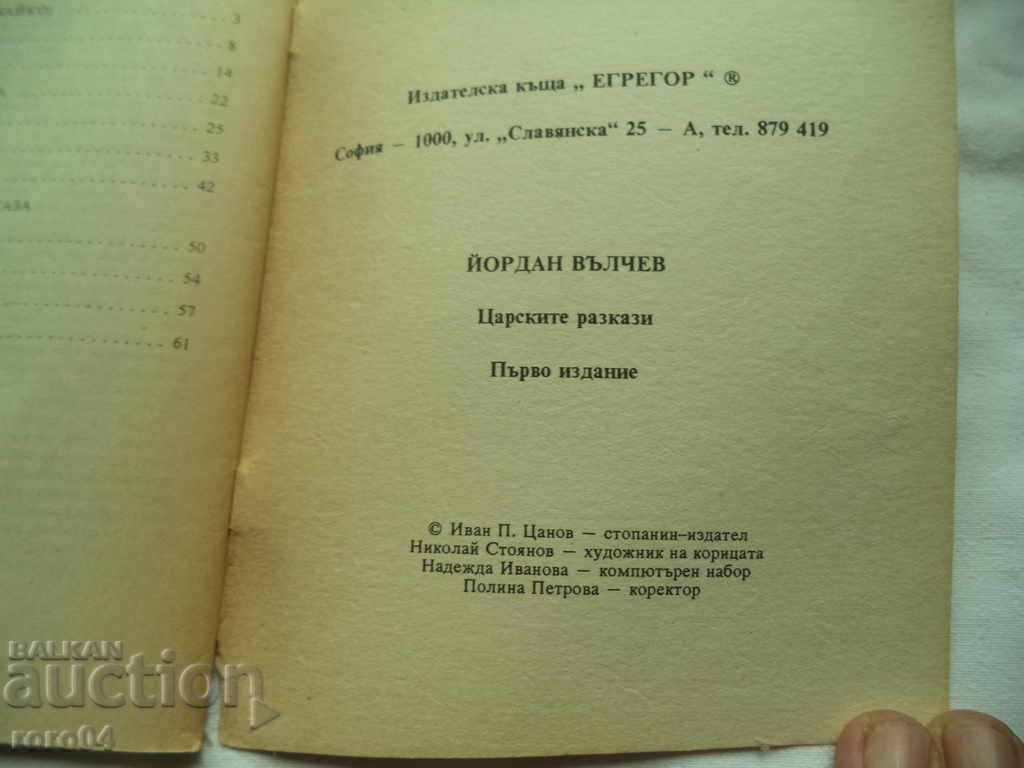 3
8
14
22
25
33
42
50
54
57
61
Издателска къща „ ЕГРЕГОР “ ®
София – 1000, ул. „Славянска“ 25 – А, тел. 879 419
ЙОРДАН ВЪЛЧЕВ
Царските разкази
Първо издание
© Иван П. Цанов – стопанин–издател
Николай Стоянов – художник на корицата
Надежда Иванова – компютърен набор
Полина Петрова – коректор
BALKAN
auction
roro04